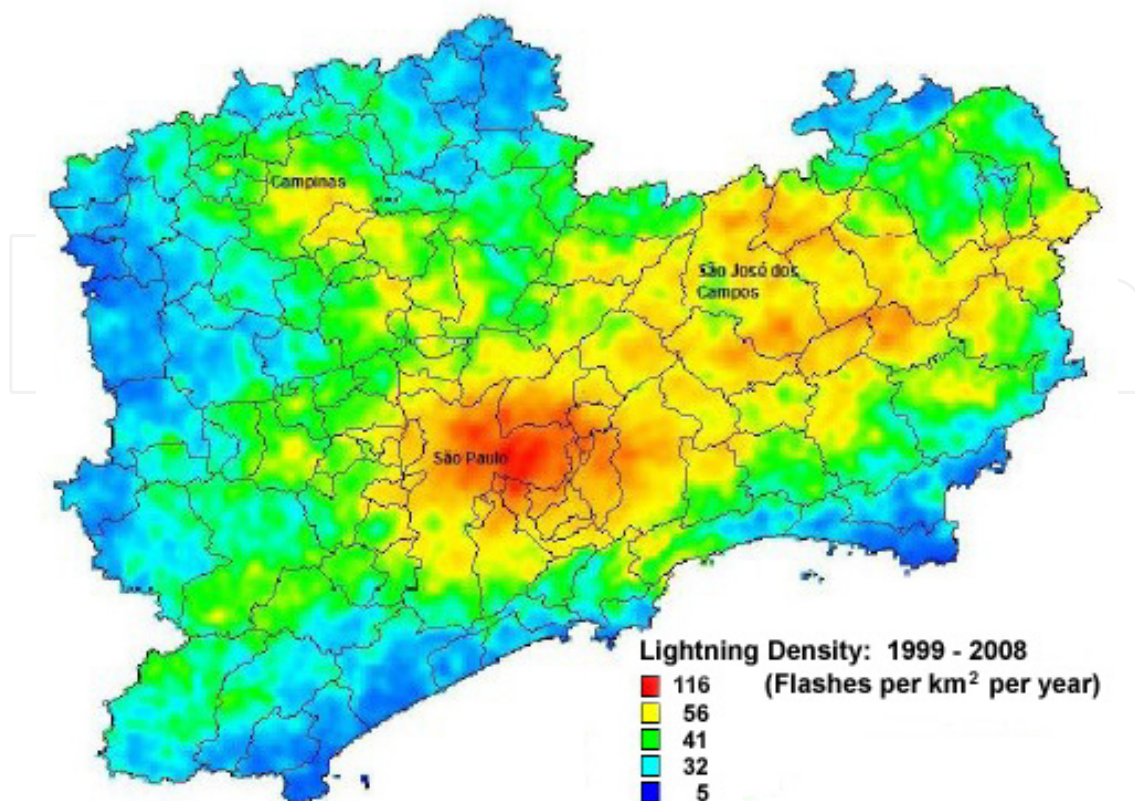 Campinas
São José dos
Campos
São Paulo
Lightning Density: 1999 - 2008
116 (Flashes per km² per year)
56
41
32
5